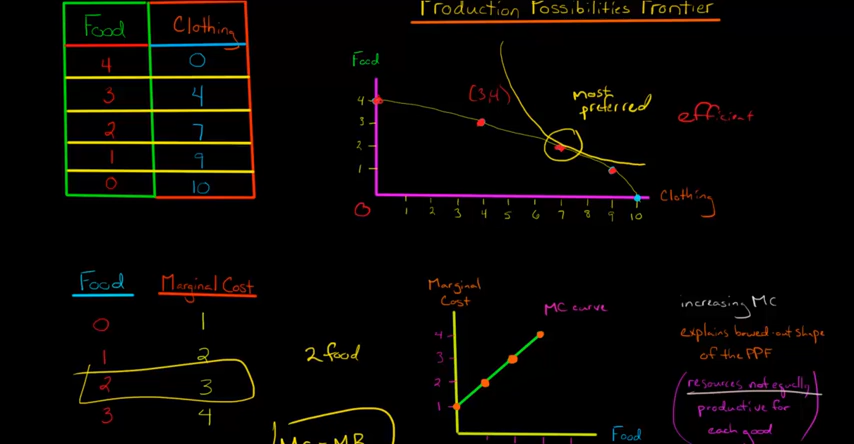 Production Possibilities Frontier
Food Clothing
4 0
3 4
2 7
1 9
0 10
Food
4
3
2
1
0
1 2 3 4 5 6 7 8 9 10
Clothing
(3,4)
most
preferred
efficient
Food Marginal Cost
0 1
1 2
2 3
3 4
2 food
MC = MB
Marginal
Cost
4
3
2
1
MC curve
Food
increasing MC
explains bowed-out shape
of the PPF
resources not equally
productive for
each good